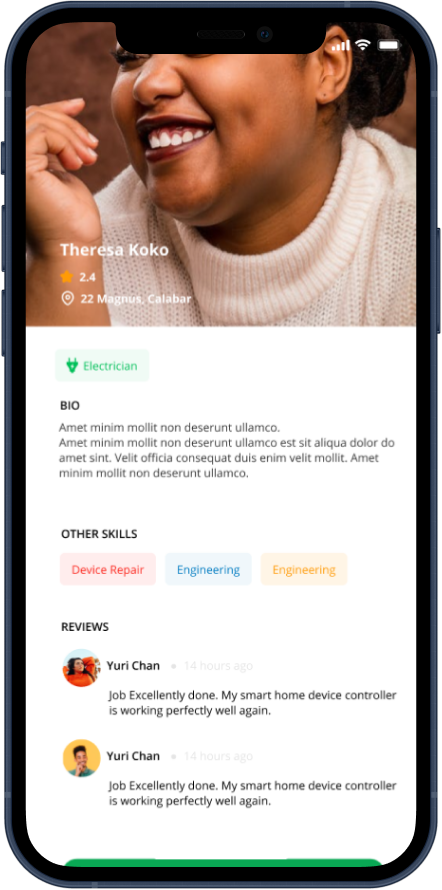 Theresa Koko
2.4
22 Magnus, Calabar
Electrician
BIO
Amet minim mollit non deserunt ullamco.
Amet minim mollit non deserunt ullamco est sit aliqua dolor do
amet sint. Velit officia consequat duis enim velit mollit. Amet
minim mollit non deserunt ullamco.
OTHER SKILLS
Device Repair Engineering Engineering
REVIEWS
Yuri Chan 14 hours ago
Job Excellently done. My smart home device controller
is working perfectly well again.
Yuri Chan 14 hours ago
Job Excellently done. My smart home device controller
is working perfectly well again.